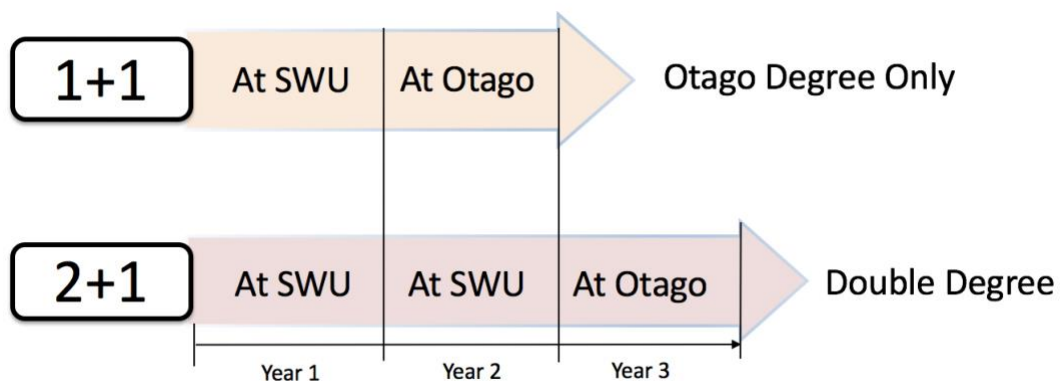 1+1 At SWU At Otago Otago Degree Only
2+1 At SWU At SWU At Otago Double Degree
Year 1 Year 2 Year 3